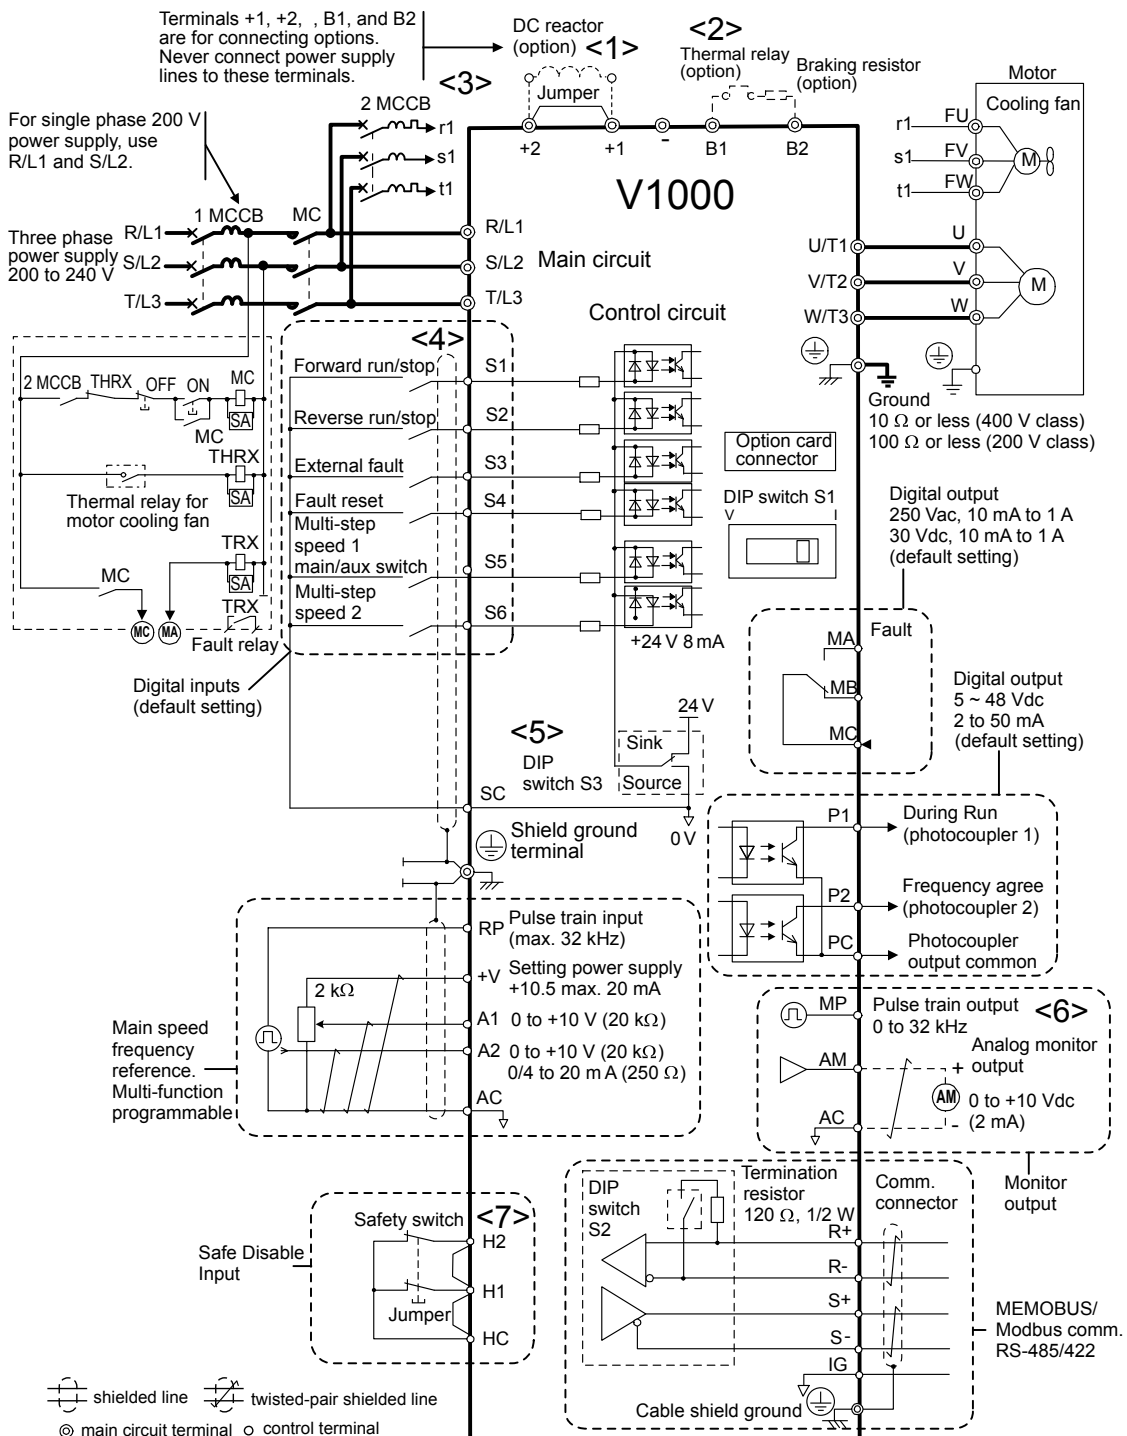 Terminals +1, +2, , B1, and B2
are for connecting options.
Never connect power supply
lines to these terminals.
DC reactor
(option)
<1>
Jumper
<2>
Thermal relay
(option)
Braking resistor
(option)
<3>
2 MCCB
r1
s1
t1
+2
+1
-
B1
B2
Motor
Cooling fan
r1
FU
s1
FV
t1
FW
M
For single phase 200 V
power supply, use
R/L1 and S/L2.
V1000
1 MCCB
MC
Three phase
power supply
200 to 240 V
R/L1
S/L2
T/L3
R/L1
S/L2
T/L3
Main circuit
Control circuit
U/T1
V/T2
W/T3
U
V
W
M
Ground
10 Ω or less (400 V class)
100 Ω or less (200 V class)
2 MCCB
THRX
OFF
ON
MC
SA
MC
THRX
SA
Thermal relay for
motor cooling fan
TRX
SA
MC
TRX
MC
MA
Fault relay
<4>
Forward run/stop
S1
Reverse run/stop
S2
External fault
S3
Fault reset
S4
Multi-step
speed 1
main/aux switch
S5
Multi-step
speed 2
S6
+24 V 8 mA
Digital inputs
(default setting)
Option card
connector
DIP switch S1
V
I
Digital output
250 Vac, 10 mA to 1 A
30 Vdc, 10 mA to 1 A
(default setting)
MA
Fault
MB
MC
Digital output
5 ~ 48 Vdc
2 to 50 mA
(default setting)
<5>
DIP
switch S3
24 V
Sink
Source
0 V
SC
Shield ground
terminal
P1
During Run
(photocoupler 1)
P2
Frequency agree
(photocoupler 2)
PC
Photocoupler
output common
RP
Pulse train input
(max. 32 kHz)
+V
Setting power supply
+10.5 max. 20 mA
2 kΩ
A1
0 to +10 V (20 kΩ)
A2
0 to +10 V (20 kΩ)
0/4 to 20 mA (250 Ω)
AC
Main speed
frequency
reference.
Multi-function
programmable
MP
Pulse train output
0 to 32 kHz
<6>
AM
+
Analog monitor
output
AM
0 to +10 Vdc
(2 mA)
AC
-
Monitor
output
Safe Disable
Input
Safety switch
<7>
H2
H1
Jumper
HC
DIP
switch
S2
Termination
resistor
120 Ω, 1/2 W
Comm.
connector
R+
R-
S+
S-
IG
Cable shield ground
MEMOBUS/
Modbus comm.
RS-485/422
shielded line
twisted-pair shielded line
main circuit terminal
control terminal